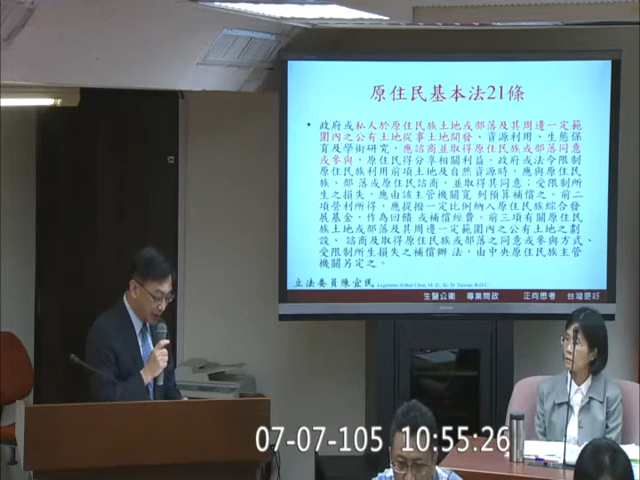 原住民基本法21條
• 政府或私人於原住民族土地或部落及其周邊一定範
圍內之公有土地從事土地開發、資源利用、生態保
育及學術研究，應諮商並取得原住民族或部落同意
或參與，原住民得分享相關利益。政府或法令限制
原住民族利用前項土地及自然資源時，應與原住民
族、部落或原住民諮商，並取得其同意；受限制所
生之損失，應由該主管機關寬列預算補償。前二
項營利所得，應提撥一定比例納入原住民族綜合發
展基金，作為回饋或補償經費。前三項有關原住民
族土地或部落及其周邊一定範圍內之公有土地之劃
設、諮商及取得原住民族或部落之同意或參與方式、
受限制所生損失之補償辦法，由中央原住民族主管
機關另定之。
立法委員陳宜民 Legislator Arthur Chen, M. D., Sc. D. Taiwan, R.O.C.
生醫公衛 專業問政 正向思考 台灣更好
07-07-105 10:55:26